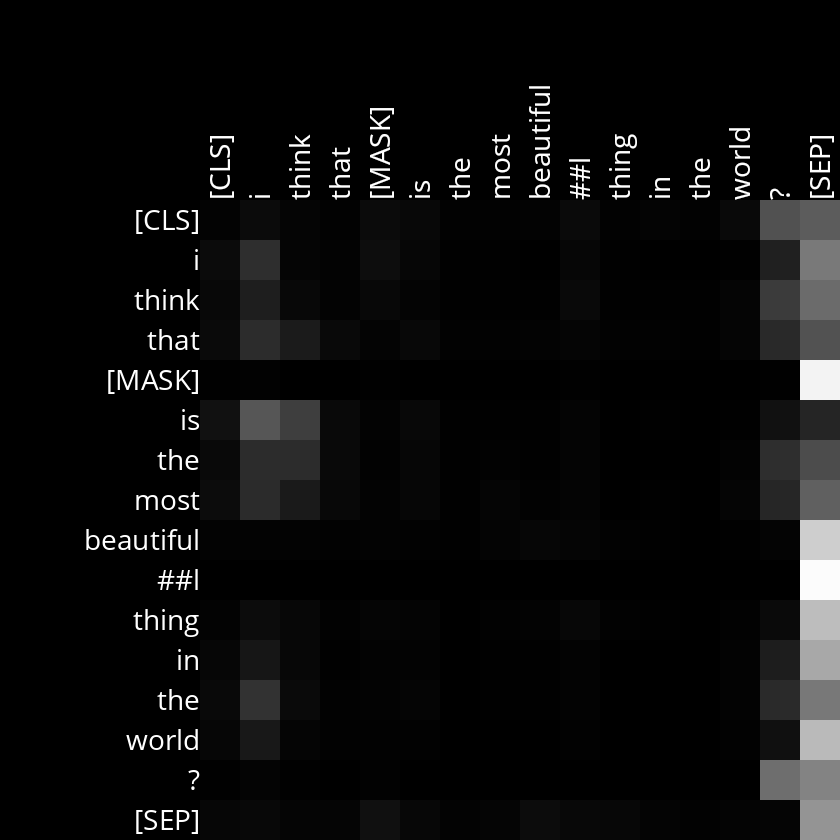 [CLS] i think that [MASK] is the most beautiful ##l thing in the world ? [SEP]
[CLS]
i
think
that
[MASK]
is
the
most
beautiful
##l
thing
in
the
world
?
[SEP]